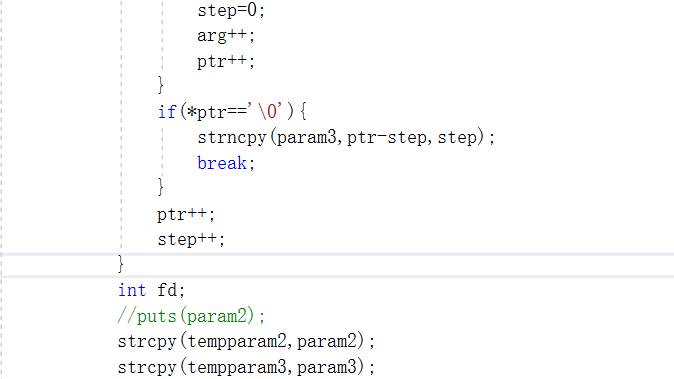 step=0;
arg++;
ptr++;
}
if(*ptr=='\0'){
strncpy(param3,ptr-step,step);
break;
}
ptr++;
step++;
}
int fd;
//puts(param2);
strcpy(tempparam2,param2);
strcpy(tempparam3,param3);